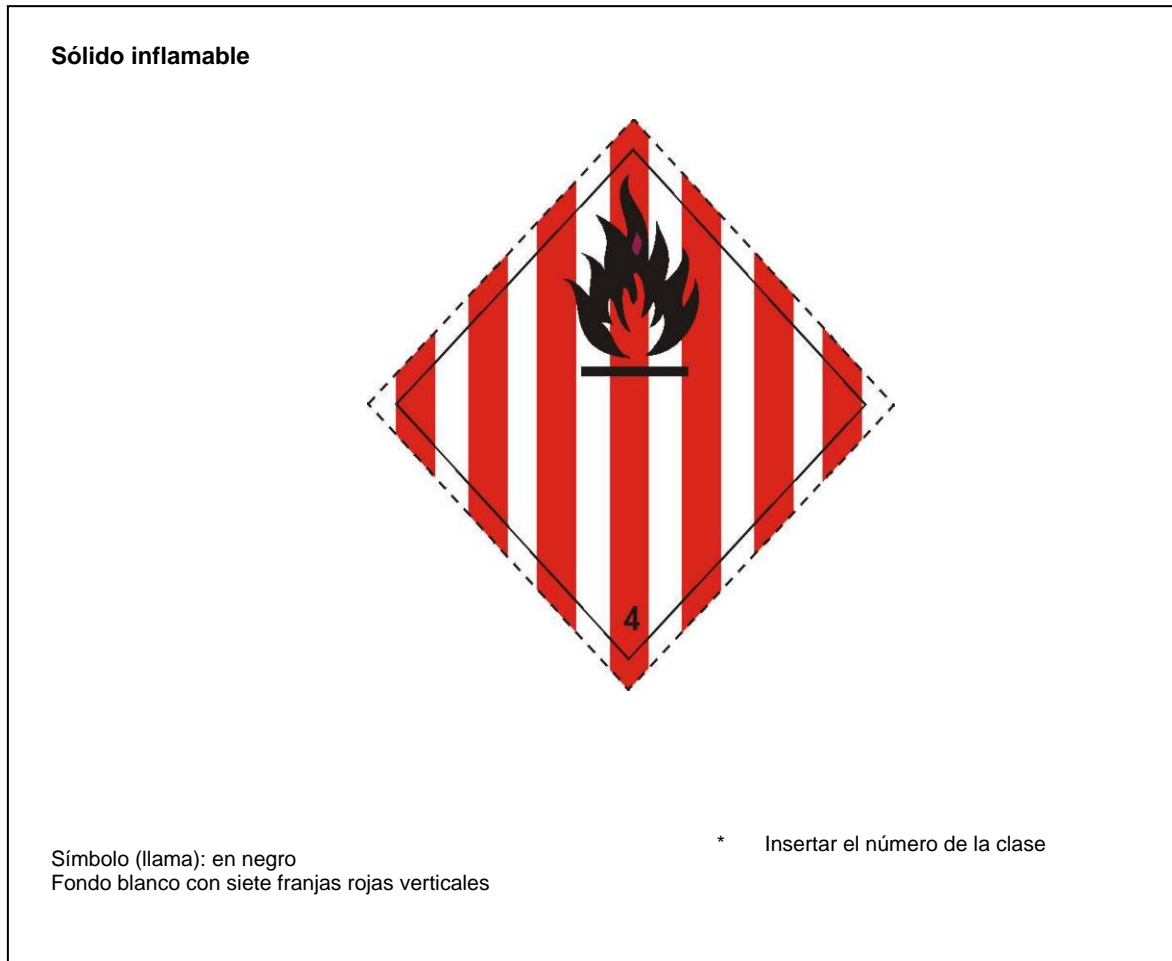 Sólido inflamable
4
Símbolo (llama): en negro
Fondo blanco con siete franjas rojas verticales
* Insertar el número de la clase